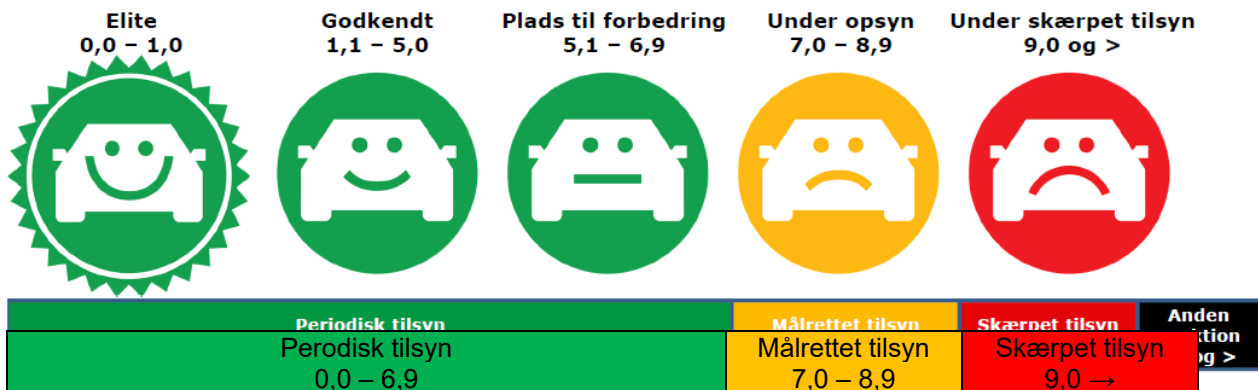 Elite
0,0 – 1,0
Godkendt
1,1 – 5,0
Plads til forbedring
5,1 – 6,9
Under opsyn
7,0 – 8,9
Under skærpet tilsyn
9,0 og >
Periodisk tilsyn
Målrettet tilsyn
Skærpet tilsyn
Anden
og >
Perodisk tilsyn
0,0 – 6,9
Målrettet tilsyn
7,0 – 8,9
Skærpet tilsyn
9,0 →